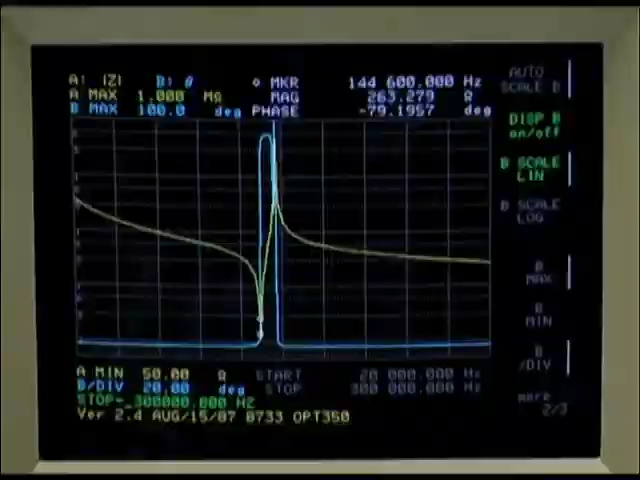 A: |Z| B: θ o MKR 144 600.000 Hz
A MAX 1.000 MΩ MAG 263.279 Ω
B MAX 100.0 deg PHASE -79.1957 deg
AUTO
SCALE B
DISP B
on/off
B SCALE
LIN
B SCALE
LOG
B
MAX
B
MIN
B
/DIV
more
2/3
A MIN 50.00 Ω START 20 000.000 Hz
B/DIV 20.00 deg STOP 300 000.000 Hz
STOP=_300000.000 HZ
Ver 2.4 AUG/15/87 8733 OPT350